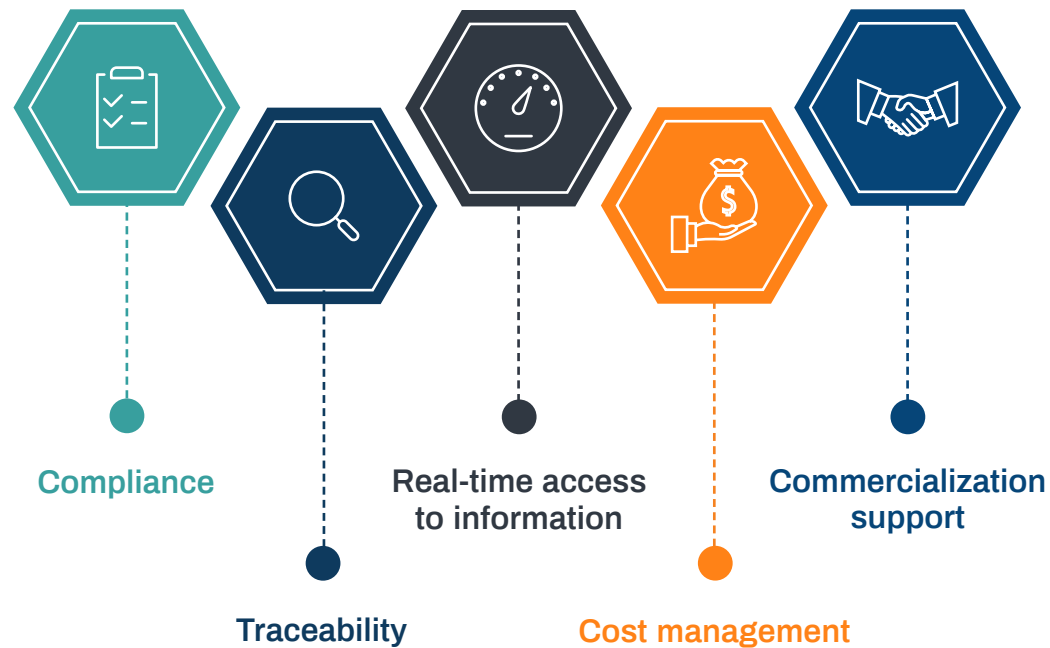 $
Compliance
Real-time access
to information
Commercialization
support
Traceability
Cost management